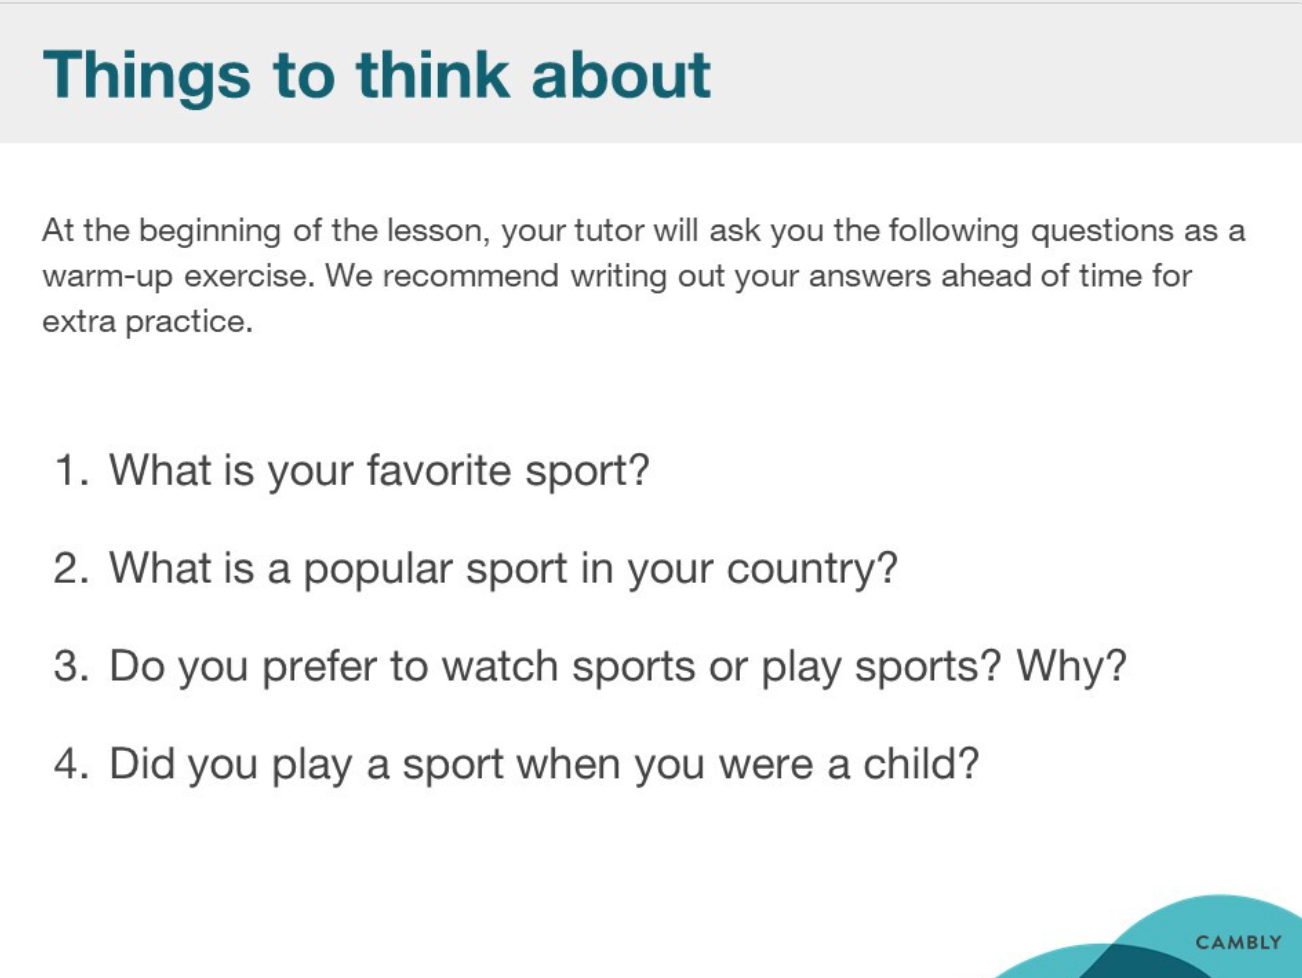 Things to think about
At the beginning of the lesson, your tutor will ask you the following questions as a
warm-up exercise. We recommend writing out your answers ahead of time for
extra practice.
1. What is your favorite sport?
2. What is a popular sport in your country?
3. Do you prefer to watch sports or play sports? Why?
4. Did you play a sport when you were a child?
CAMBLY